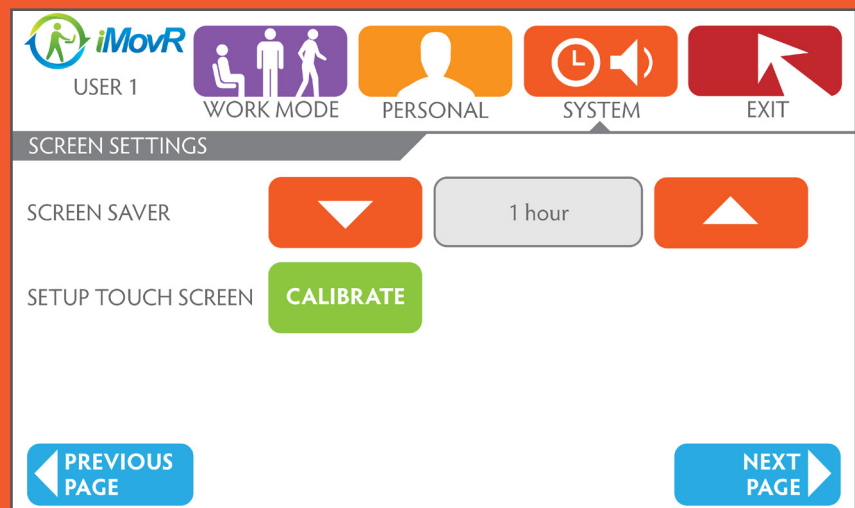 iMovR
USER 1
WORK MODE
PERSONAL
SYSTEM
EXIT
SCREEN SETTINGS
SCREEN SAVER
1 hour
SETUP TOUCH SCREEN
CALIBRATE
PREVIOUS
PAGE
NEXT
PAGE